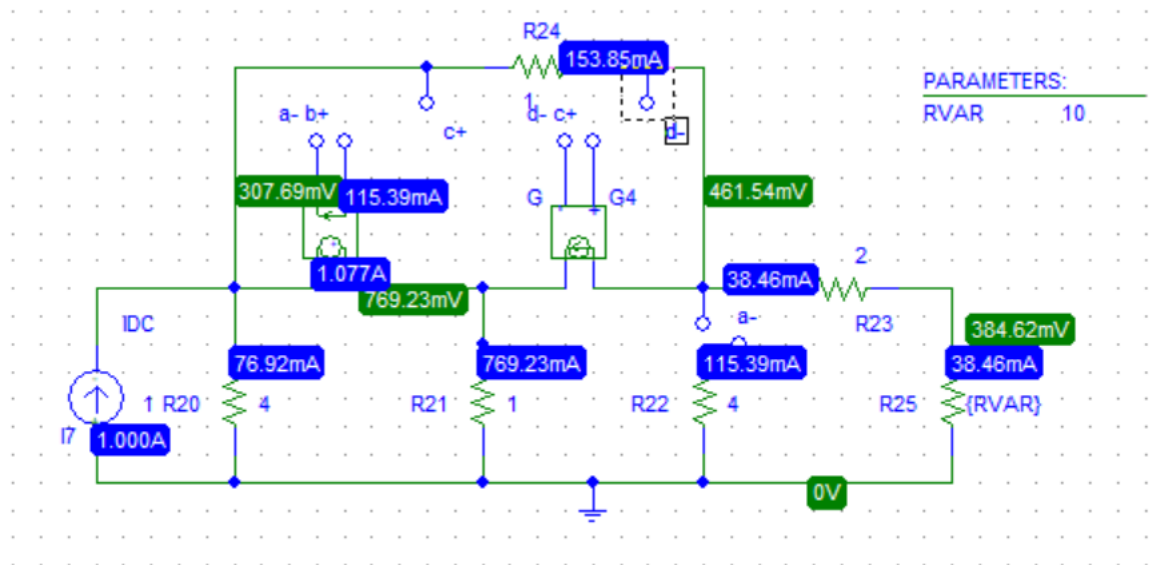 R24
153.85mA
PARAMETERS:
1
RVAR 10
a- b+
c+
d- c+
d-
307.69mV
115.39mA
G
- +
G4
461.54mV
1.077A
769.23mV
38.46mA
2
IDC
a-
R23
384.62mV
76.92mA
769.23mA
115.39mA
38.46mA
1 R20 4
R21 1
R22 4
R25 {RVAR}
I7
1.000A
0V